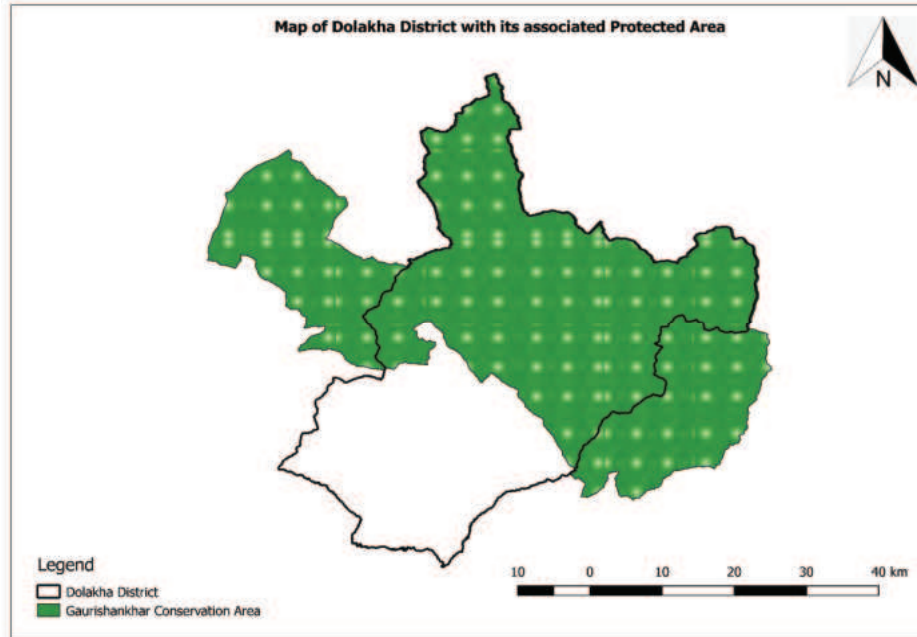 Map of Dolakha District with its associated Protected Area
N
Legend
Dolakha District
Gaurishankhar Conservation Area
10 0 10 20 30 40 km